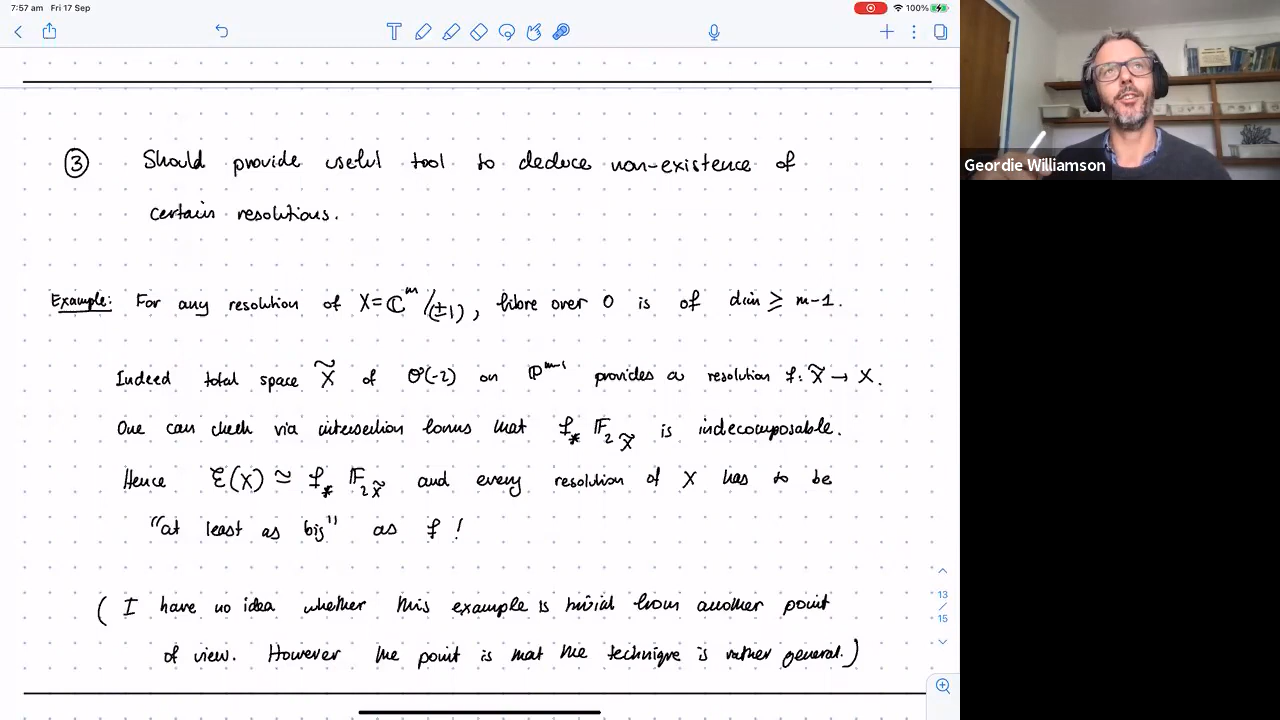 7:57 am Fri 17 Sep
100%
③ Should provide useful tool to deduce non-existence of
certain resolutions.
Example: For any resolution of X = ℂᵐ/(±1), fibre over 0 is of dim ≥ m-1.
Indeed total space X̃ of O(-2) on ℙᵐ⁻¹ provides a resolution f: X̃ → X.
One can check via intersection forms that f_* 𝔽₂_X̃ is indecomposable.
Hence ℰ(X) ≃ f_* 𝔽₂_X̃ and every resolution of X has to be
"at least as big" as f!
(I have no idea whether this example is trivial from another point
of view. However the point is that the technique is rather general.)
13
/
15
Geordie Williamson